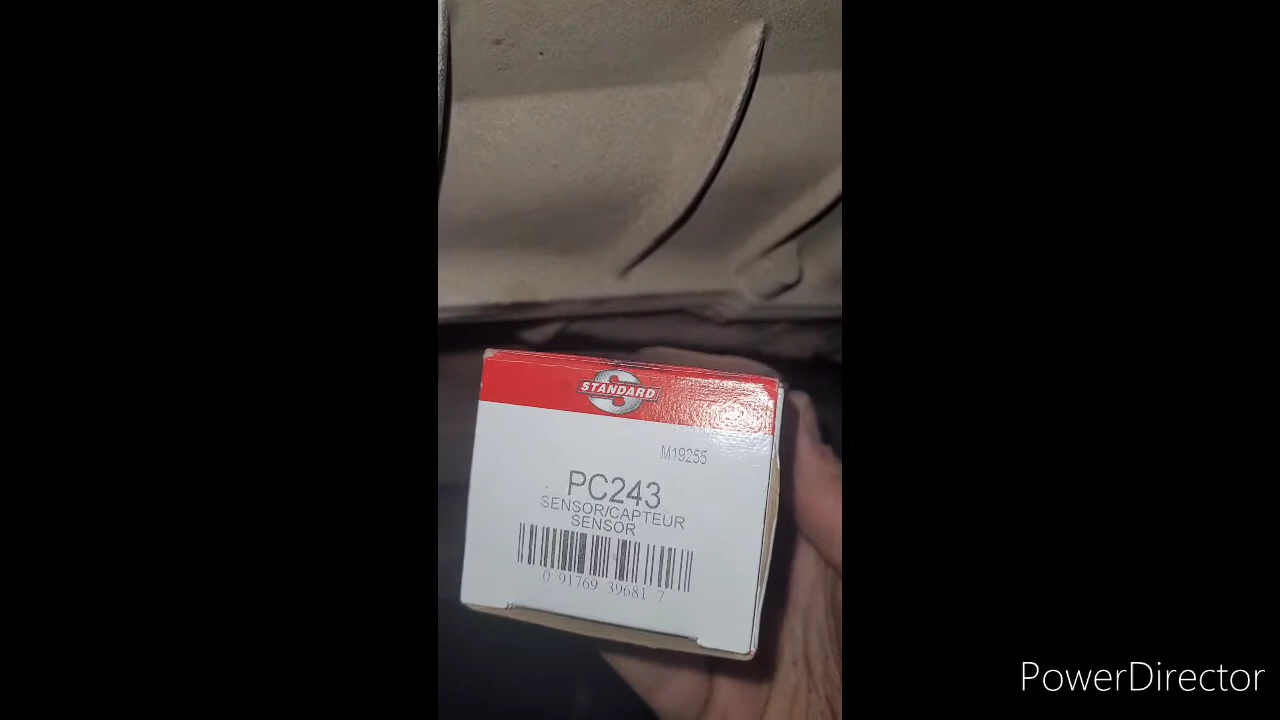 STANDARD
M19255
PC243
SENSOR/CAPTEUR
SENSOR
0 91769 39681 7
PowerDirector